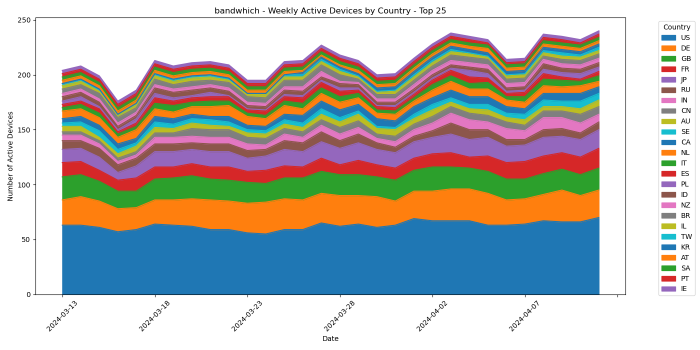 bandwhich - Weekly Active Devices by Country - Top 25
Number of Active Devices
250
200
150
100
50
0
2024-03-13
2024-03-18
2024-03-23
2024-03-28
2024-04-02
2024-04-07
Date
Country
US
DE
GB
FR
JP
RU
IN
CN
AU
SE
CA
NL
IT
ES
PL
ID
NZ
BR
IL
TW
KR
AT
SA
PT
IE